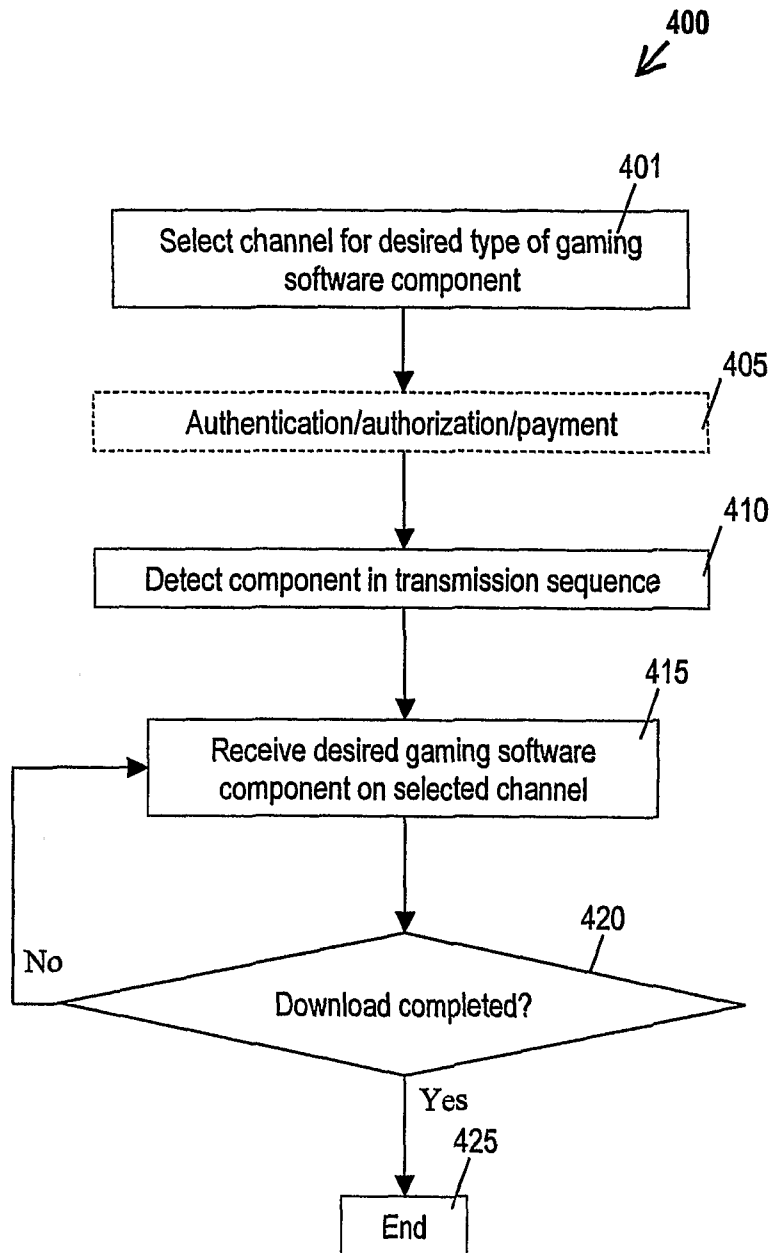 400
401
Select channel for desired type of gaming
software component
405
Authentication/authorization/payment
410
Detect component in transmission sequence
415
Receive desired gaming software
component on selected channel
420
No
Download completed?
Yes
425
End